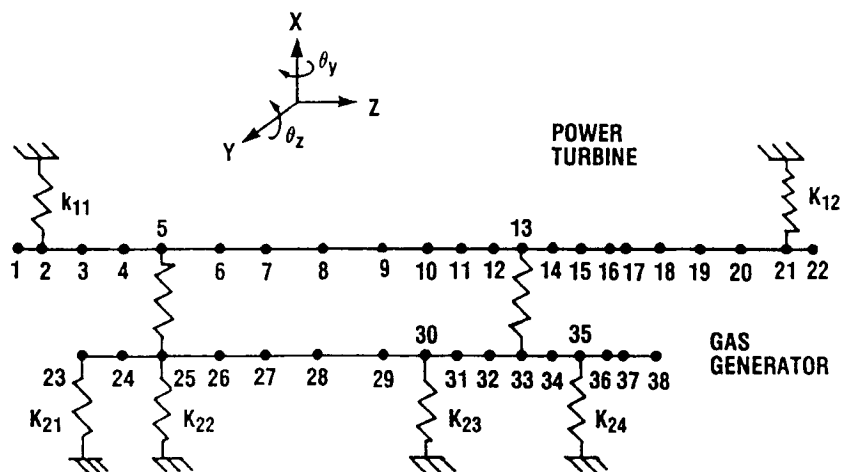 X
θy
Z
Y
θz
POWER
TURBINE
k11
K12
5
13
1 2 3 4 6 7 8 9 10 11 12 14 15 16 17 18 19 20 21 22
30
35
GAS
GENERATOR
23 24 25 26 27 28 29 31 32 33 34 36 37 38
K21
K22
K23
K24